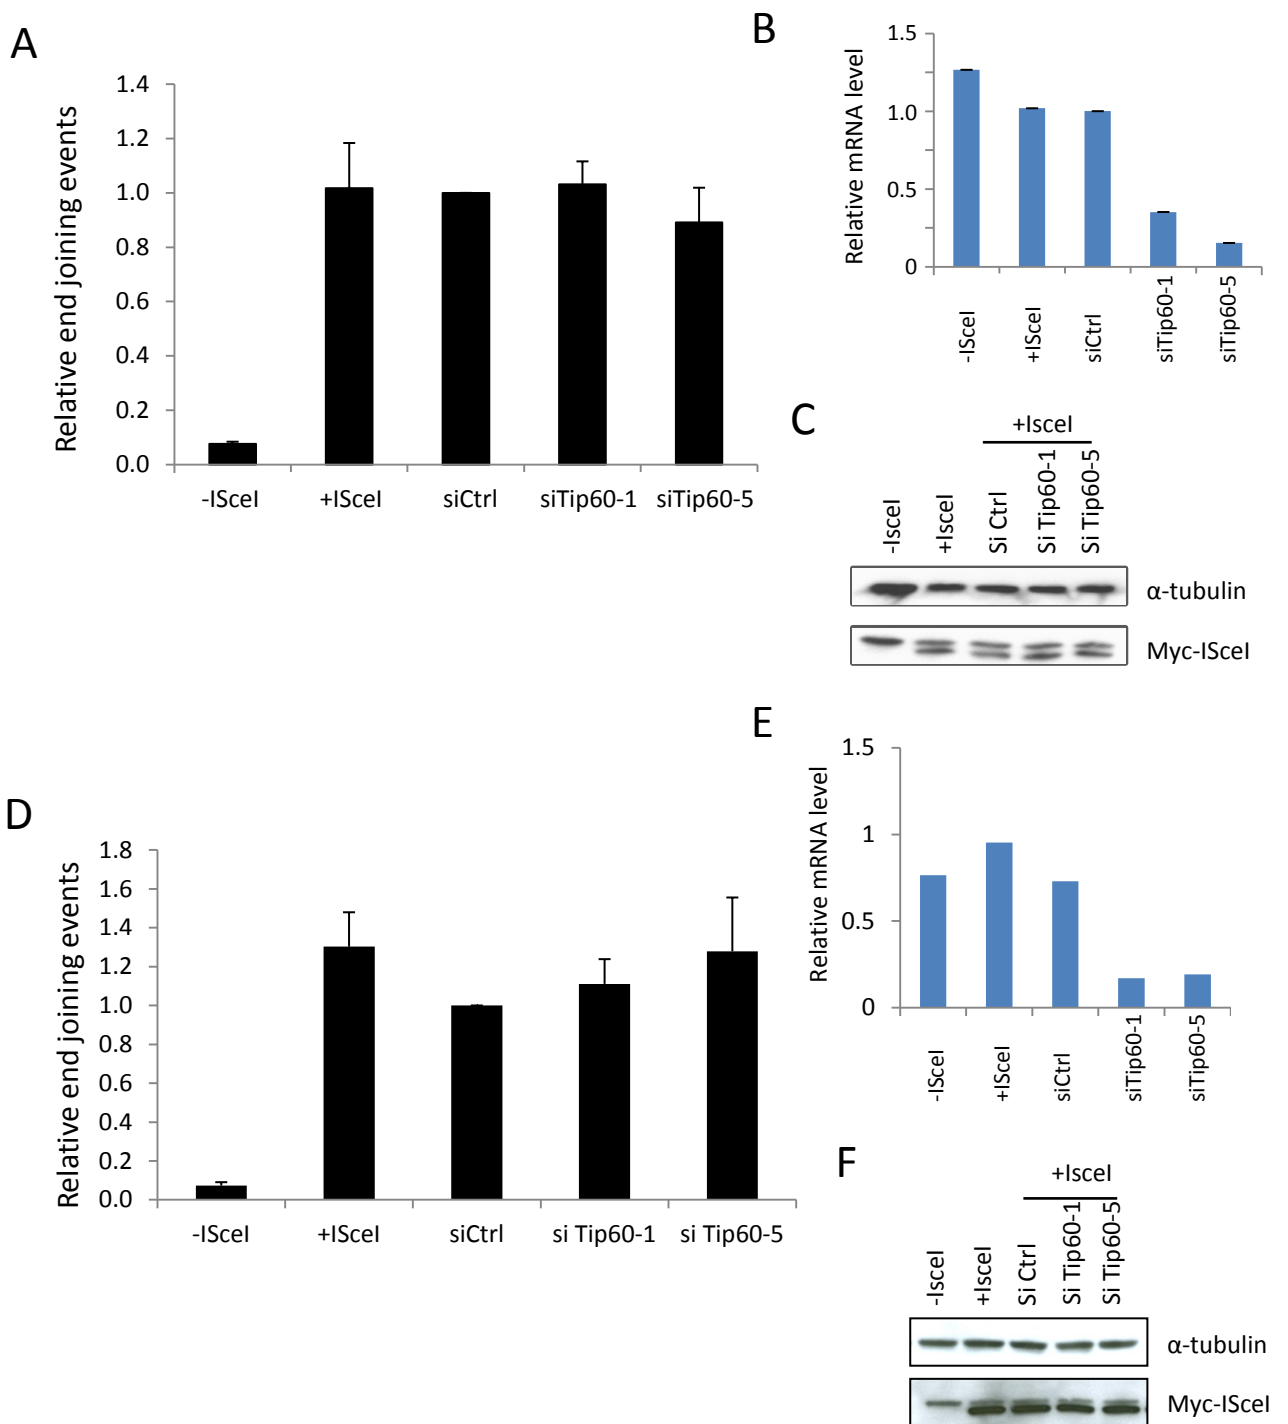 A
Relative end joining events
1.4
1.2
1.0
0.8
0.6
0.4
0.2
0.0
-ISceI
+ISceI
siCtrl
siTip60-1
siTip60-5
B
Relative mRNA level
1.5
1.0
0.5
0
-ISceI
+ISceI
siCtrl
siTip60-1
siTip60-5
C
+IsceI
-IsceI
+IsceI
Si Ctrl
Si Tip60-1
Si Tip60-5
α-tubulin
Myc-ISceI
D
Relative end joining events
1.8
1.6
1.4
1.2
1.0
0.8
0.6
0.4
0.2
0.0
-ISceI
+ISceI
siCtrl
si Tip60-1
si Tip60-5
E
Relative mRNA level
1.5
1
0.5
0
-ISceI
+ISceI
siCtrl
siTip60-1
siTip60-5
F
+IsceI
-IsceI
+IsceI
Si Ctrl
Si Tip60-1
Si Tip60-5
α-tubulin
Myc-ISceI